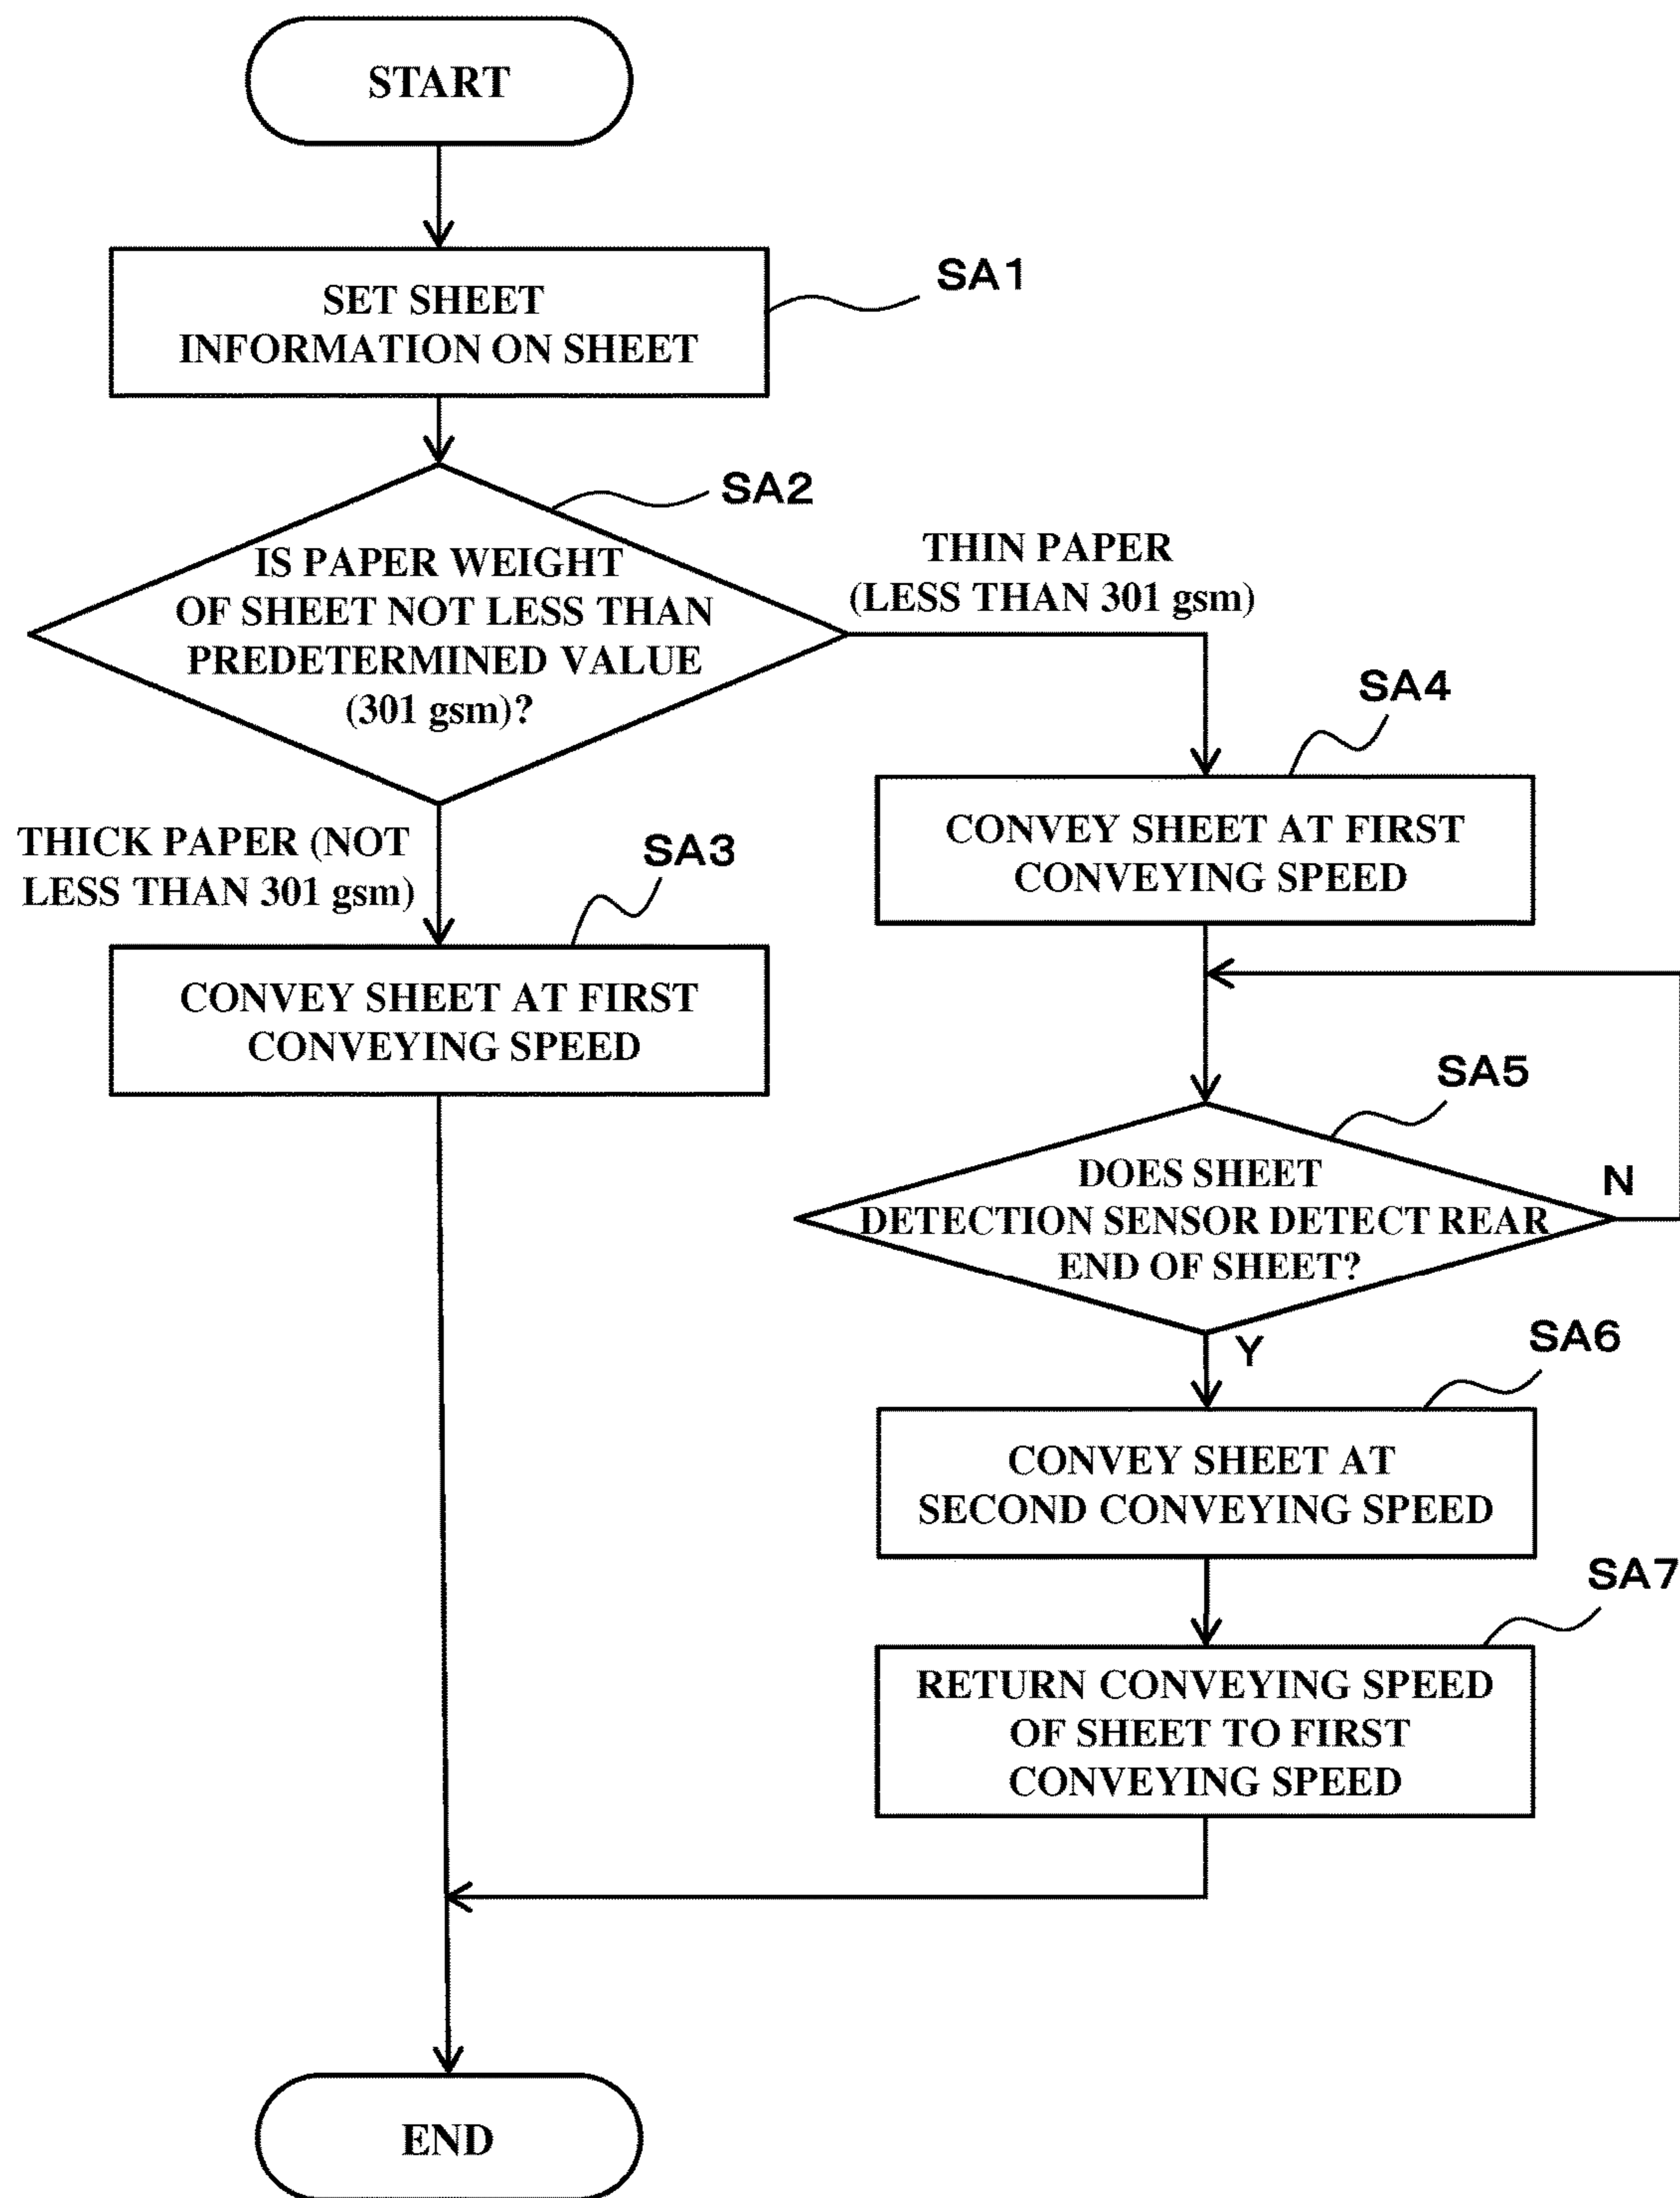 START
SET SHEET
INFORMATION ON SHEET
SA1
IS PAPER WEIGHT
OF SHEET NOT LESS THAN
PREDETERMINED VALUE
(301 gsm)?
SA2
THIN PAPER
(LESS THAN 301 gsm)
THICK PAPER (NOT
LESS THAN 301 gsm)
SA3
CONVEY SHEET AT FIRST
CONVEYING SPEED
SA4
CONVEY SHEET AT FIRST
CONVEYING SPEED
SA5
DOES SHEET
DETECTION SENSOR DETECT REAR
END OF SHEET?
N
Y
SA6
CONVEY SHEET AT
SECOND CONVEYING SPEED
SA7
RETURN CONVEYING SPEED
OF SHEET TO FIRST
CONVEYING SPEED
END